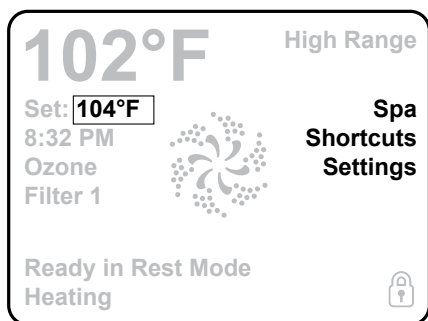 102°F
High Range
Set: 104°F
Spa
8:32 PM
Shortcuts
Ozone
Settings
Filter 1
Ready in Rest Mode
Heating